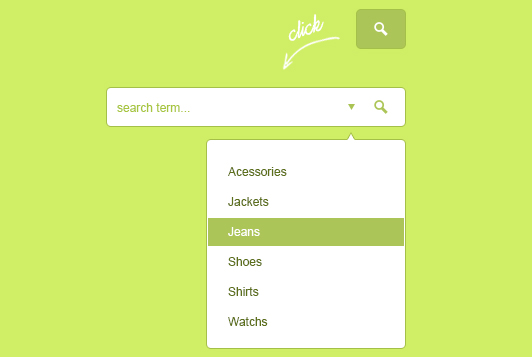 click
search term...
Acessories
Jackets
Jeans
Shoes
Shirts
Watchs